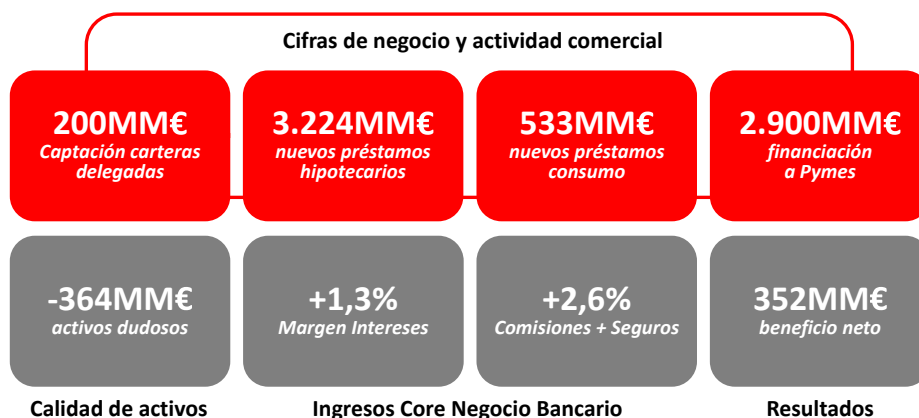 Cifras de negocio y actividad comercial
200MM€
Captación carteras
delegadas
3.224MM€
nuevos préstamos
hipotecarios
533MM€
nuevos préstamos
consumo
2.900MM€
financiación
a Pymes
-364MM€
activos dudosos
+1,3%
Margen Intereses
+2,6%
Comisiones + Seguros
352MM€
beneficio neto
Calidad de activos
Ingresos Core Negocio Bancario
Resultados